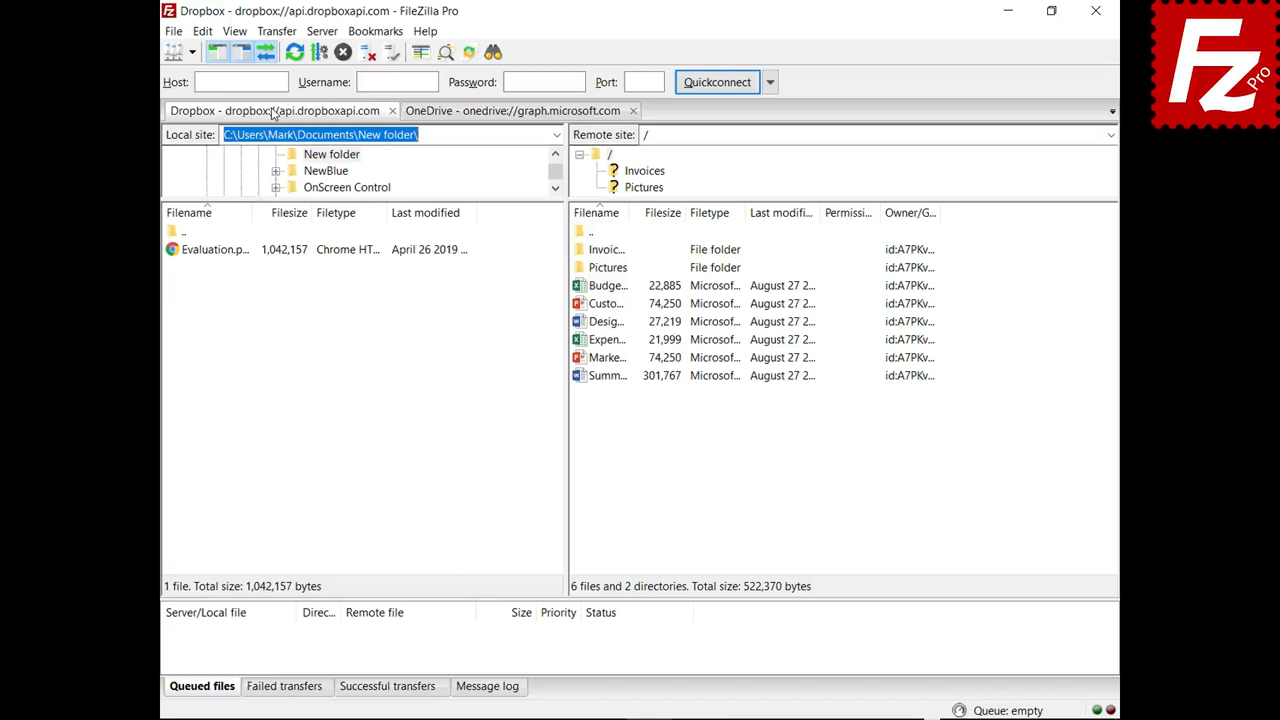 Dropbox - dropbox://api.dropboxapi.com - FileZilla Pro
File Edit View Transfer Server Bookmarks Help
Host: Username: Password: Port: Quickconnect
Dropbox - dropbox://api.dropboxapi.com OneDrive - onedrive://graph.microsoft.com
Local site: C:\Users\Mark\Documents\New folder\ Remote site: /
New folder /
NewBlue Invoices
OnScreen Control Pictures
Filename Filesize Filetype Last modified Filename Filesize Filetype Last modifi... Permissi... Owner/G...
.. ..
Evaluation.p... 1,042,157 Chrome HT... April 26 2019 ... Invoic... File folder id:A7PKv...
Pictures File folder id:A7PKv...
Budge... 22,885 Microsof... August 27 2... id:A7PKv...
Custo... 74,250 Microsof... August 27 2... id:A7PKv...
Desig... 27,219 Microsof... August 27 2... id:A7PKv...
Expen... 21,999 Microsof... August 27 2... id:A7PKv...
Marke... 74,250 Microsof... August 27 2... id:A7PKv...
Summ... 301,767 Microsof... August 27 2... id:A7PKv...
1 file. Total size: 1,042,157 bytes 6 files and 2 directories. Total size: 522,370 bytes
Server/Local file Direc... Remote file Size Priority Status
Queued files Failed transfers Successful transfers Message log
Queue: empty
Fz Pro